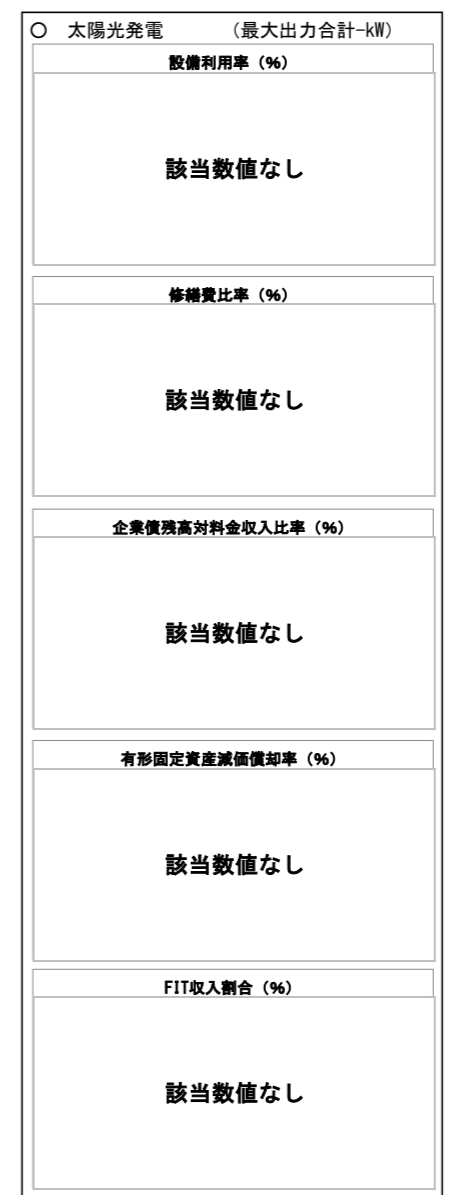 ○ 太陽光発電 （最大出力合計-kW）
設備利用率（%）
該当数値なし
修繕費比率（%）
該当数値なし
企業債残高対料金収入比率（%）
該当数値なし
有形固定資産減価償却率（%）
該当数値なし
FIT収入割合（%）
該当数値なし